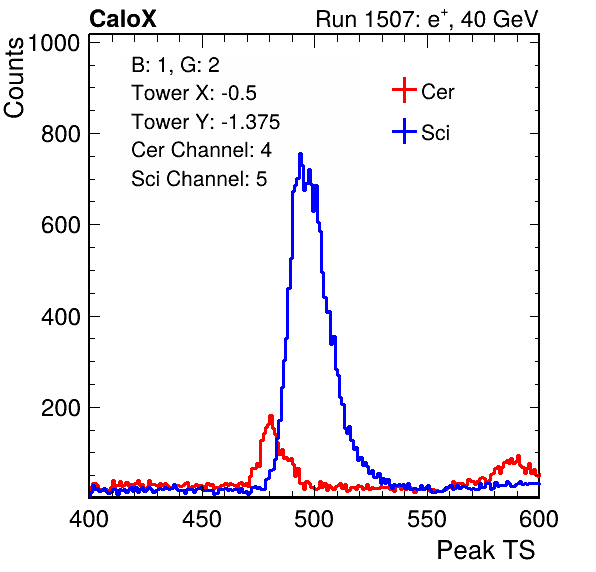 CaloX Run 1507: e⁺, 40 GeV
Counts
1000
800
600
400
200
B: 1, G: 2
Tower X: -0.5
Tower Y: -1.375
Cer Channel: 4
Sci Channel: 5
Cer
Sci
400 450 500 550 600
Peak TS